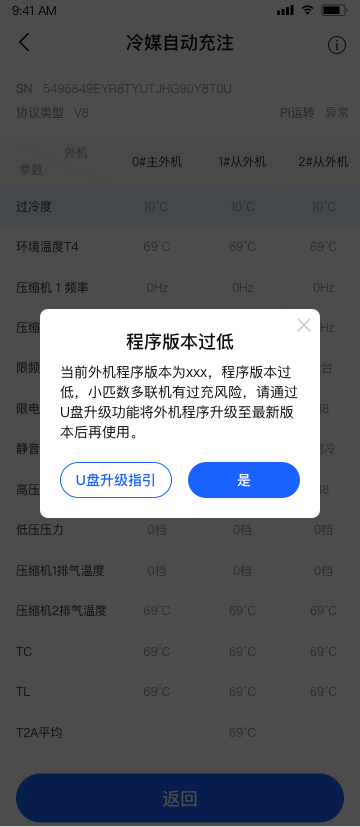 9:41 AM
冷媒自动充注
SN 5496849EYR8TYUTJHG90Y8T0U
协议类型 V8 PI运转 异常
外机
参数
0#主外机 1#从外机 2#从外机
过冷度 10°C 10°C 10°C
环境温度T4 69°C 69°C 69°C
压缩机 1 频率 0Hz 0Hz 0Hz
压缩 Hz
程序版本过低
当前外机程序版本为xxx，程序版本过
低，小匹数多联机有过充风险，请通过
U盘升级功能将外机程序升级至最新版
本后再使用。
U盘升级指引 是
限频 台
限电 8
静音 冷
高压 8
低压压力 0档 0档 0档
压缩机1排气温度 0档 0档 0档
压缩机2排气温度 69°C 69°C 69°C
TC 69°C 69°C 69°C
TL 69°C 69°C 69°C
T2A平均 69°C
返回